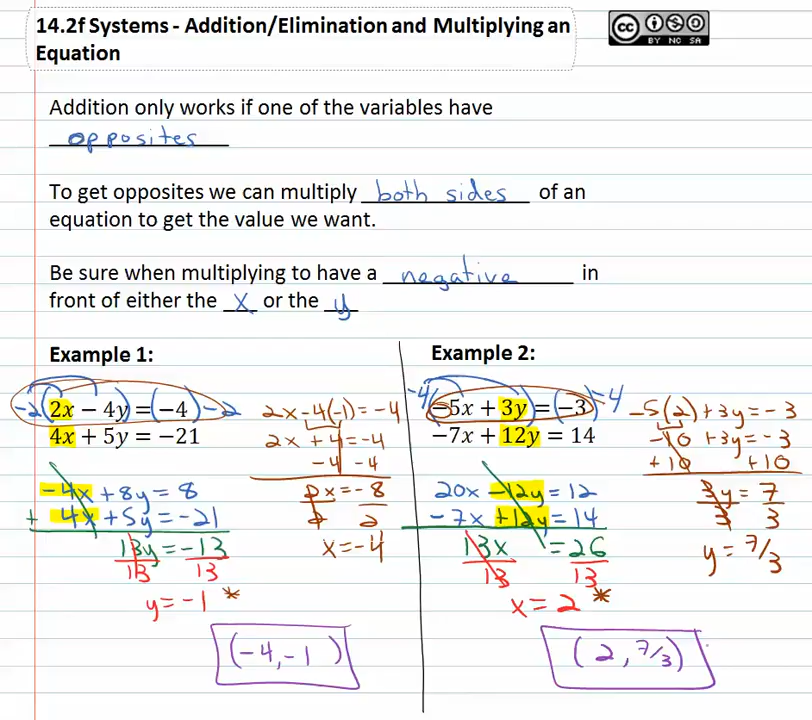 14.2f Systems - Addition/Elimination and Multiplying an
Equation
cc BY NC SA
Addition only works if one of the variables have
opposites
To get opposites we can multiply both sides of an
equation to get the value we want.
Be sure when multiplying to have a negative in
front of either the x or the y
Example 1:
-2(2x − 4y) = (−4)-2
4x + 5y = −21
-4x +8y = 8
+ 4x +5y = -21
13y = -13
13 13
y = -1 *
2x -4(-1) = -4
2x +4 = -4
-4 -4
2x = -8
2 2
x = -4
(-4, -1)
Example 2:
-4(−5x + 3y) = (−3)-4
−7x + 12y = 14
20x -12y = 12
-7x +12y = 14
13x = 26
13 13
x = 2 *
-5(2) +3y = -3
-10 +3y = -3
+10 +10
3y = 7
3 3
y = 7/3
(2, 7/3)